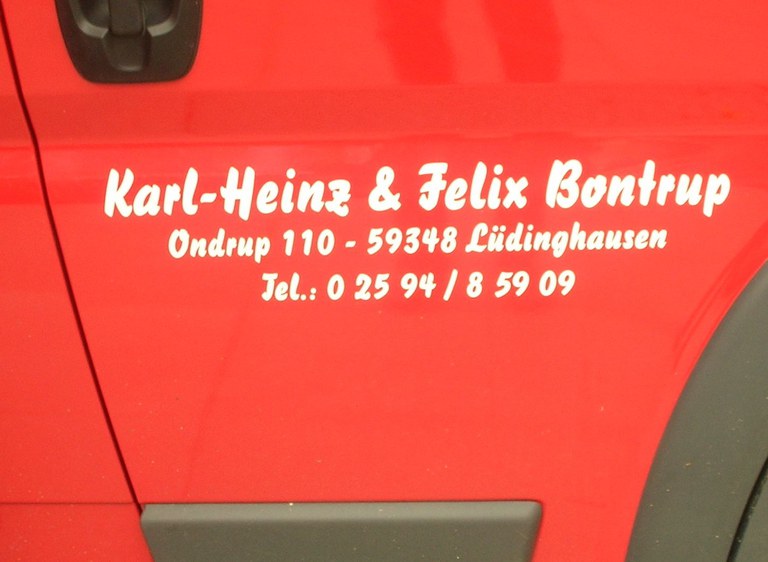 Karl-Heinz & Felix Bontrup
Ondrup 110 - 59348 Lüdinghausen
Tel.: 0 25 94 / 8 59 09